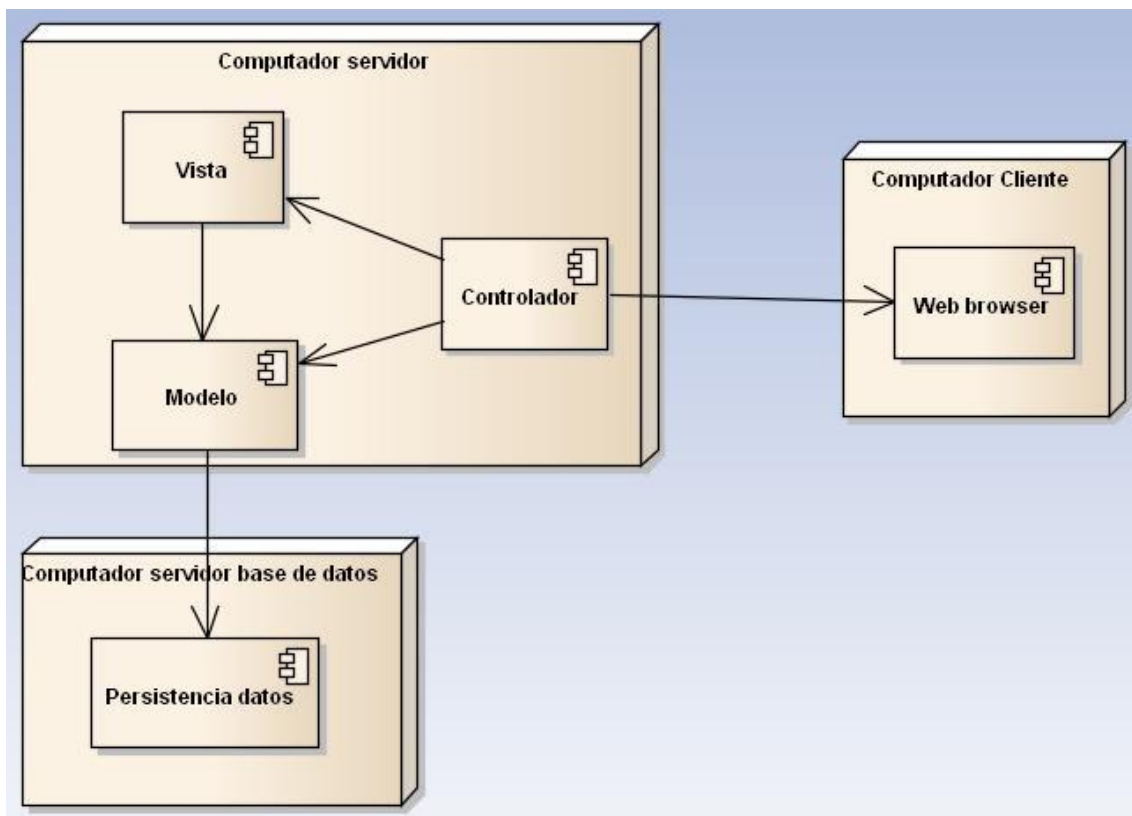 Computador servidor
Vista
Computador Cliente
Controlador
Web browser
Modelo
Computador servidor base de datos
Persistencia datos